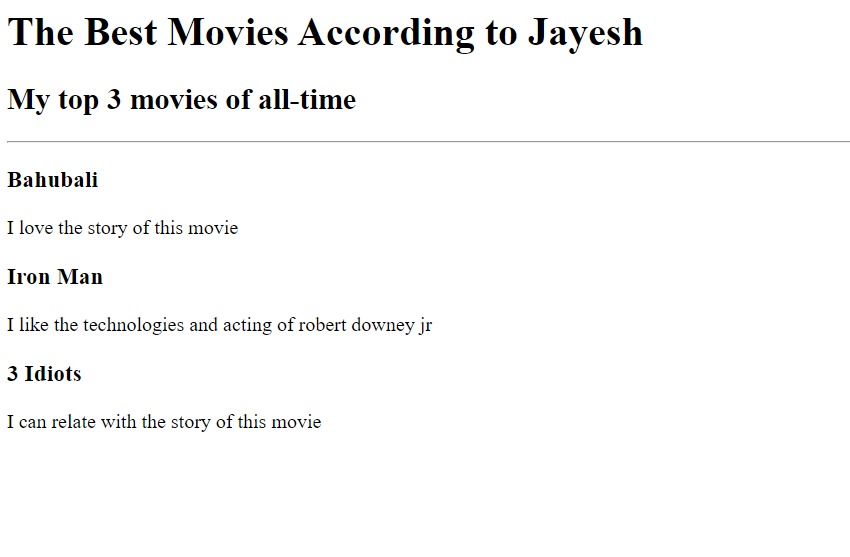 The Best Movies According to Jayesh
My top 3 movies of all-time
Bahubali
I love the story of this movie
Iron Man
I like the technologies and acting of robert downey jr
3 Idiots
I can relate with the story of this movie